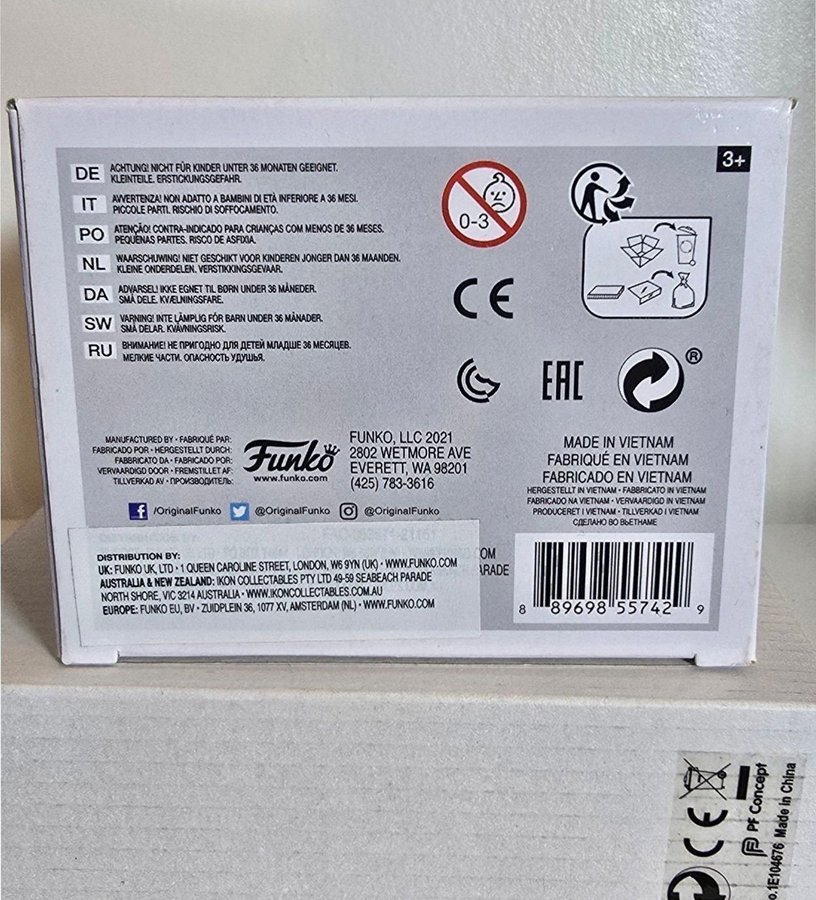 3+
DE ACHTUNG! NICHT FÜR KINDER UNTER 36 MONATEN GEEIGNET.
KLEINTEILE. ERSTICKUNGSGEFAHR.
IT AVVERTENZA! NON ADATTO A BAMBINI DI ETÀ INFERIORE A 36 MESI.
PICCOLE PARTI. RISCHIO DI SOFFOCAMENTO.
PO ATENÇÃO! CONTRA-INDICADO PARA CRIANÇAS COM MENOS DE 36 MESES.
PEQUENAS PARTES. RISCO DE ASFIXIA.
NL WAARSCHUWING! NIET GESCHIKT VOOR KINDEREN JONGER DAN 36 MAANDEN.
KLEINE ONDERDELEN. VERSTIKKINGSGEVAAR.
DA ADVARSEL! IKKE EGNET TIL BØRN UNDER 36 MÅNEDER.
SMÅ DELE. KVÆLNINGSFARE.
SW VARNING! INTE LÄMPLIG FÖR BARN UNDER 36 MÅNADER.
SMÅ DELAR. KVÄVNINGSRISK.
RU ВНИМАНИЕ! НЕ ПРИГОДНО ДЛЯ ДЕТЕЙ МЛАДШЕ 36 МЕСЯЦЕВ.
МЕЛКИЕ ЧАСТИ. ОПАСНОСТЬ УДУШЬЯ.
0-3
CE
EAC
®
MANUFACTURED BY • FABRIQUÉ PAR:
FABRICADO POR • HERGESTELLT DURCH:
FABBRICATO DA • FABRICADO POR:
VERVAARDIGD DOOR • FREMSTILLET AF:
TILLVERKAD AV • ПРОИЗВОДИТЕЛЬ:
Funko
www.funko.com
FUNKO, LLC 2021
2802 WETMORE AVE
EVERETT, WA 98201
(425) 783-3616
/OriginalFunko @OriginalFunko @OriginalFunko
MADE IN VIETNAM
FABRIQUÉ EN VIETNAM
FABRICADO EN VIETNAM
HERGESTELLT IN VIETNAM • FABBRICATO IN VIETNAM
FABRICADO NA VIETNAM • VERVAARDIGD IN VIETNAM
PRODUCERET I VIETNAM • TILLVERKAD I VIETNAM
СДЕЛАНО ВО ВЬЕТНАМЕ
DISTRIBUTION BY:
UK: FUNKO UK, LTD • 1 QUEEN CAROLINE STREET, LONDON, W6 9YN (UK) • WWW.FUNKO.COM
AUSTRALIA & NEW ZEALAND: IKON COLLECTABLES PTY LTD 49-59 SEABEACH PARADE
NORTH SHORE, VIC 3214 AUSTRALIA • WWW.IKONCOLLECTABLES.COM.AU
EUROPE: FUNKO EU, BV • ZUIDPLEIN 36, 1077 XV, AMSTERDAM (NL) • WWW.FUNKO.COM
COM
ARADE
8 89698 55742 9
CE
PF Concept
o.1E104676 Made in China